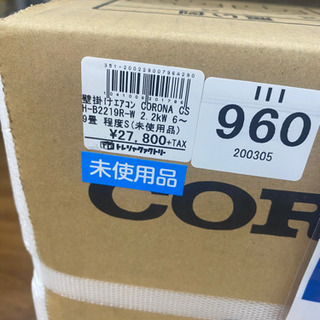 351-200228007964280
1041008301796
壁掛けエアコン CORONA CS
H-B2219R-W 2.2kW 6～
9畳 程度S(未使用品)
¥27,800+TAX
トレジャーファクトリー
未使用品
960
200305
COR